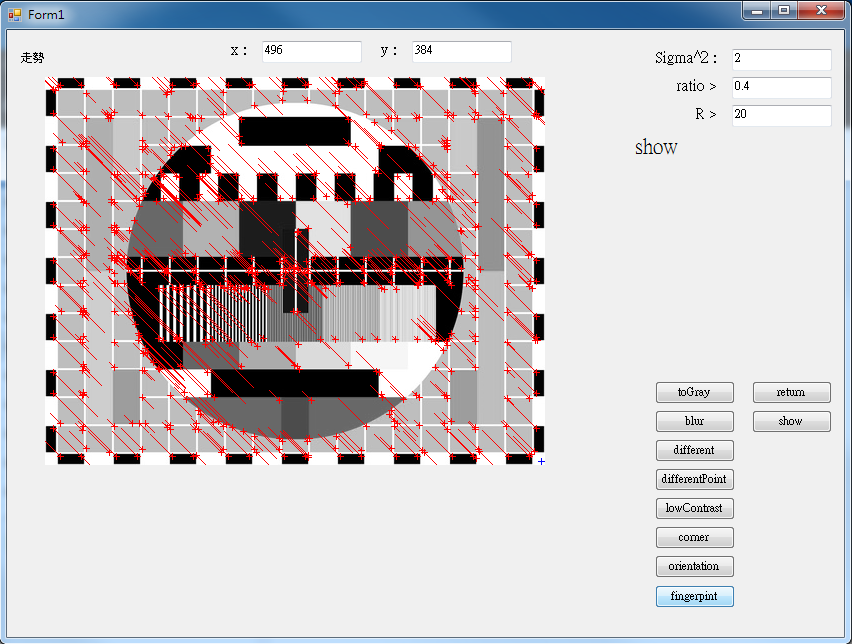 Form1
走勢
x :
496
y :
384
Sigma^2 :
2
ratio >
0.4
R >
20
show
toGray
return
blur
show
different
differentPoint
lowContrast
corner
orientation
fingerpint